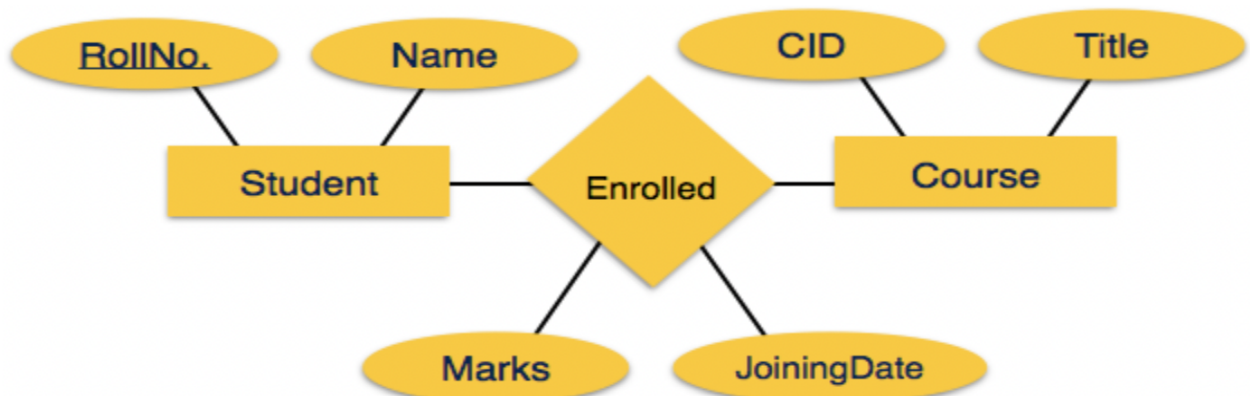 RollNo.
Name
CID
Title
Student
Enrolled
Course
Marks
JoiningDate